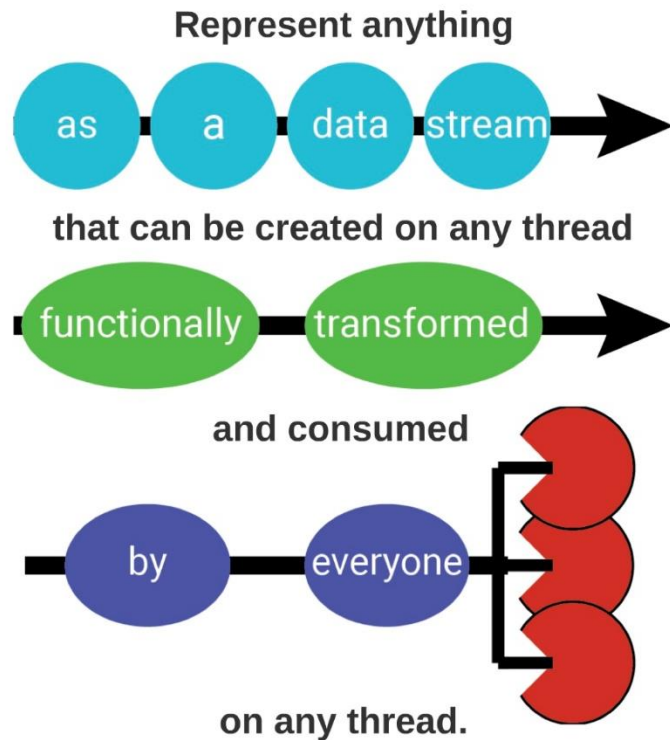 Represent anything
as a data stream
that can be created on any thread
functionally transformed
and consumed
by everyone
on any thread.